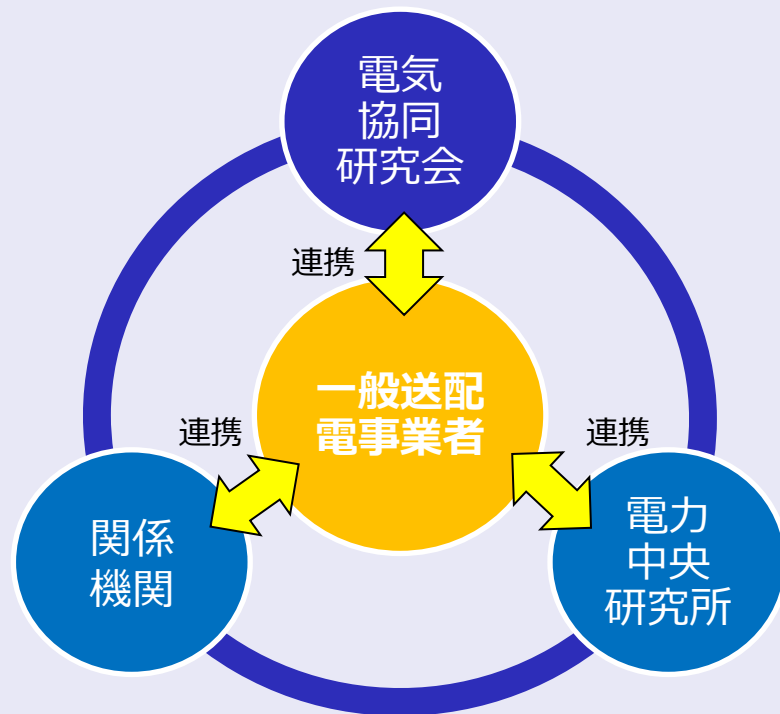 電気
協同
研究会
連携
一般送配
電事業者
連携
連携
関係
機関
電力
中央
研究所